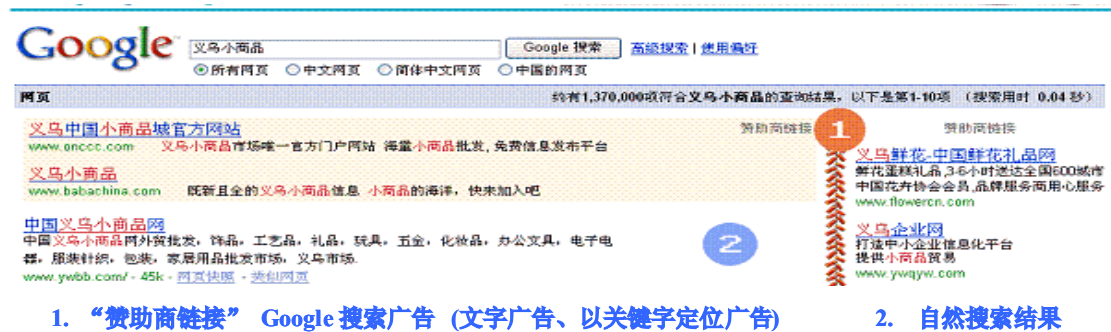 Google
义乌小商品
Google 搜索
高级搜索 | 使用偏好
所有网页 中文网页 简体中文网页 中国的网页
网页
约有1,370,000项符合义乌小商品的查询结果，以下是第1-10项 （搜索用时 0.04 秒）
义乌中国小商品城官方网站
赞助商链接
www.onccc.com 义乌小商品市场唯一官方门户网站 海量小商品批发，免费信息发布平台
义乌小商品
www.babachina.com 既新且全的义乌小商品信息 小商品的海洋，快来加入吧
1
赞助商链接
义乌鲜花-中国鲜花礼品网
鲜花蛋糕礼品,3-6小时送达全国600城市
中国花卉协会会员,品牌服务商用心服务
www.flowercn.com
义乌企业网
打造中小企业信息化平台
提供小商品贸易
www.ywqyw.com
中国义乌小商品网
中国义乌小商品网外贸批发，饰品，工艺品，礼品，玩具，五金，化妆品，办公文具，电子电
器，服装针织，包装，家居用品批发市场，义乌市场.
www.ywbb.com/ - 45k - 网页快照 - 类似网页
2
1. “赞助商链接” Google 搜索广告 (文字广告、以关键字定位广告)
2. 自然搜索结果